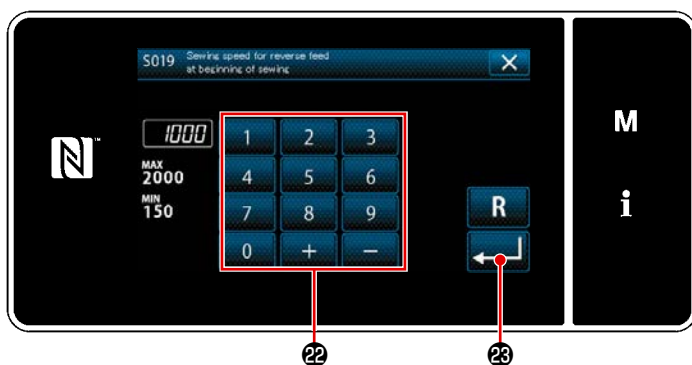 S019 Sewing speed for reverse feed
at beginning of sewing
1000
MAX
2000
MIN
150
1 2 3
4 5 6
7 8 9
0 + −
R
M
i
N™
㉒ ㉓